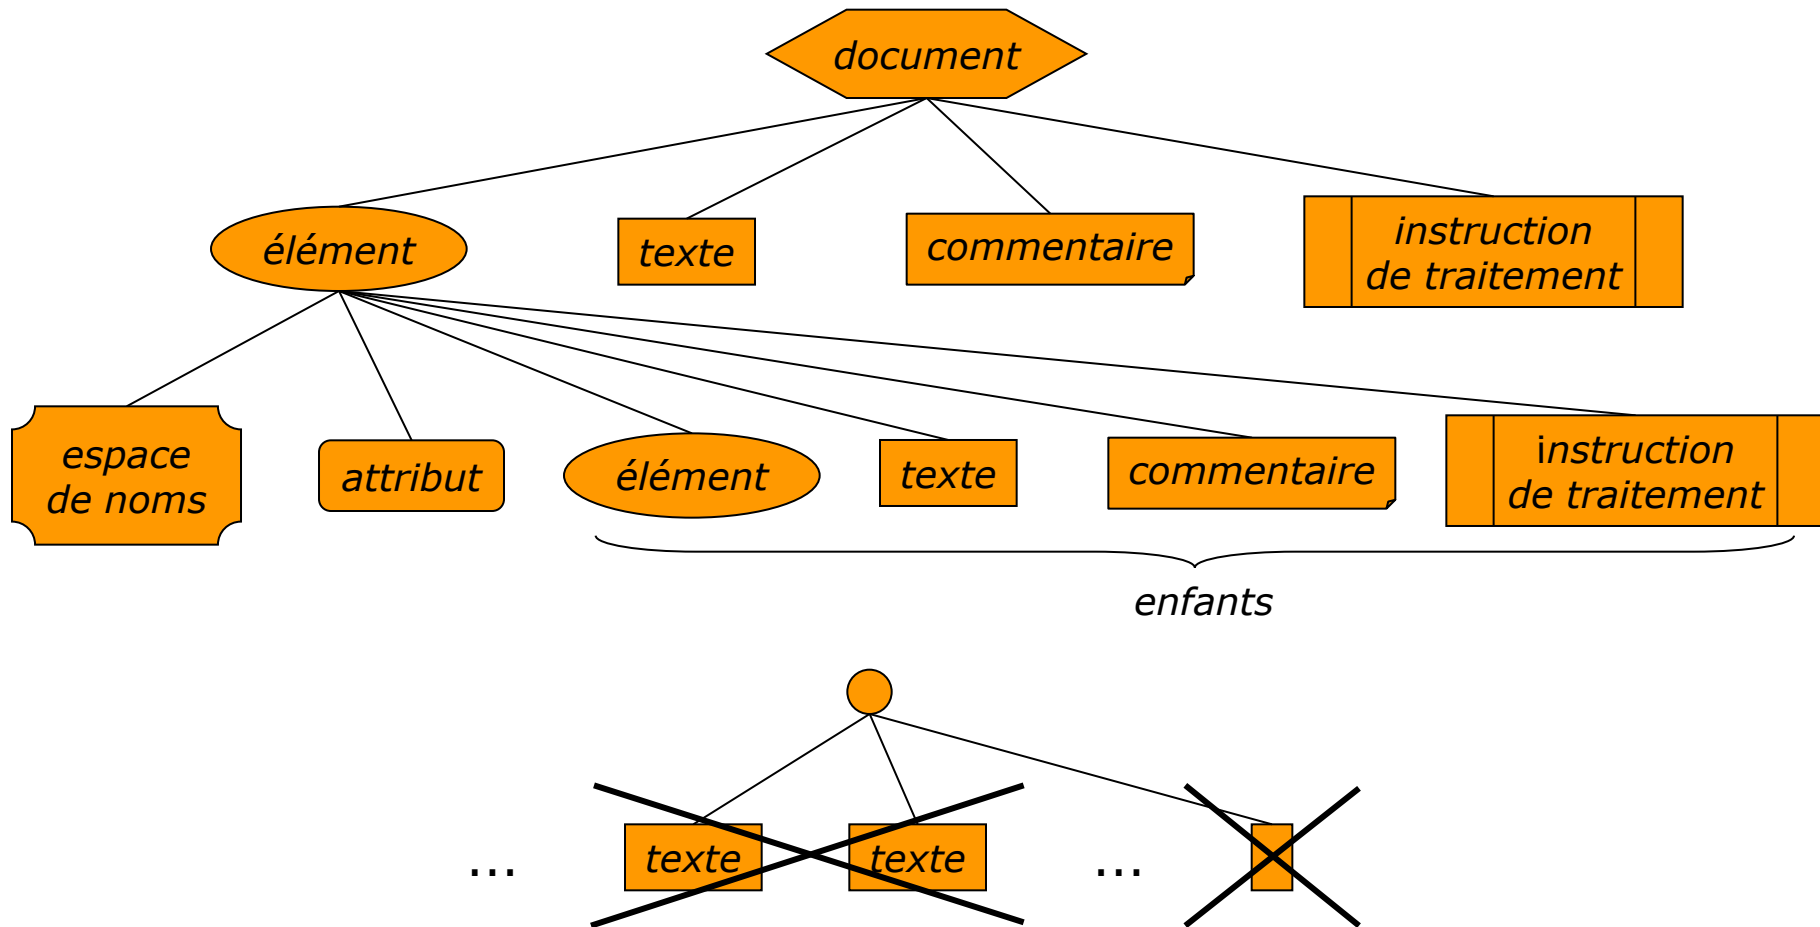 document
élément
texte
commentaire
instruction
de traitement
espace
de noms
attribut
élément
texte
commentaire
instruction
de traitement
enfants
... texte texte ...